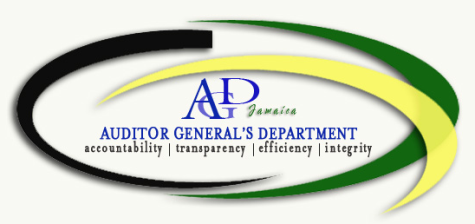 AGD
Jamaica
AUDITOR GENERAL'S DEPARTMENT
accountability | transparency | efficiency | integrity